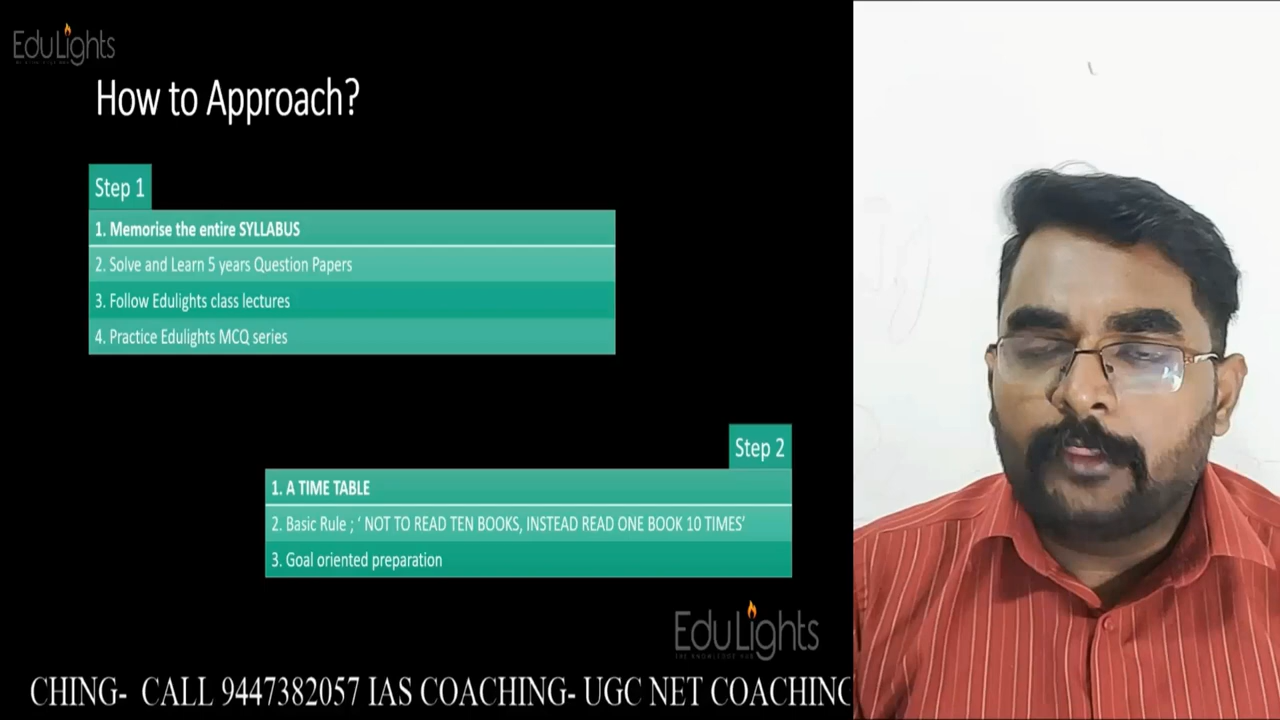 EduLights
How to Approach?
Step 1
1. Memorise the entire SYLLABUS
2. Solve and Learn 5 years Question Papers
3. Follow Edulights class lectures
4. Practice Edulights MCQ series
Step 2
1. A TIME TABLE
2. Basic Rule ; ‘ NOT TO READ TEN BOOKS, INSTEAD READ ONE BOOK 10 TIMES’
3. Goal oriented preparation
EduLights
THE KNOWLEDGE HUB
CHING- CALL 9447382057 IAS COACHING- UGC NET COACHING